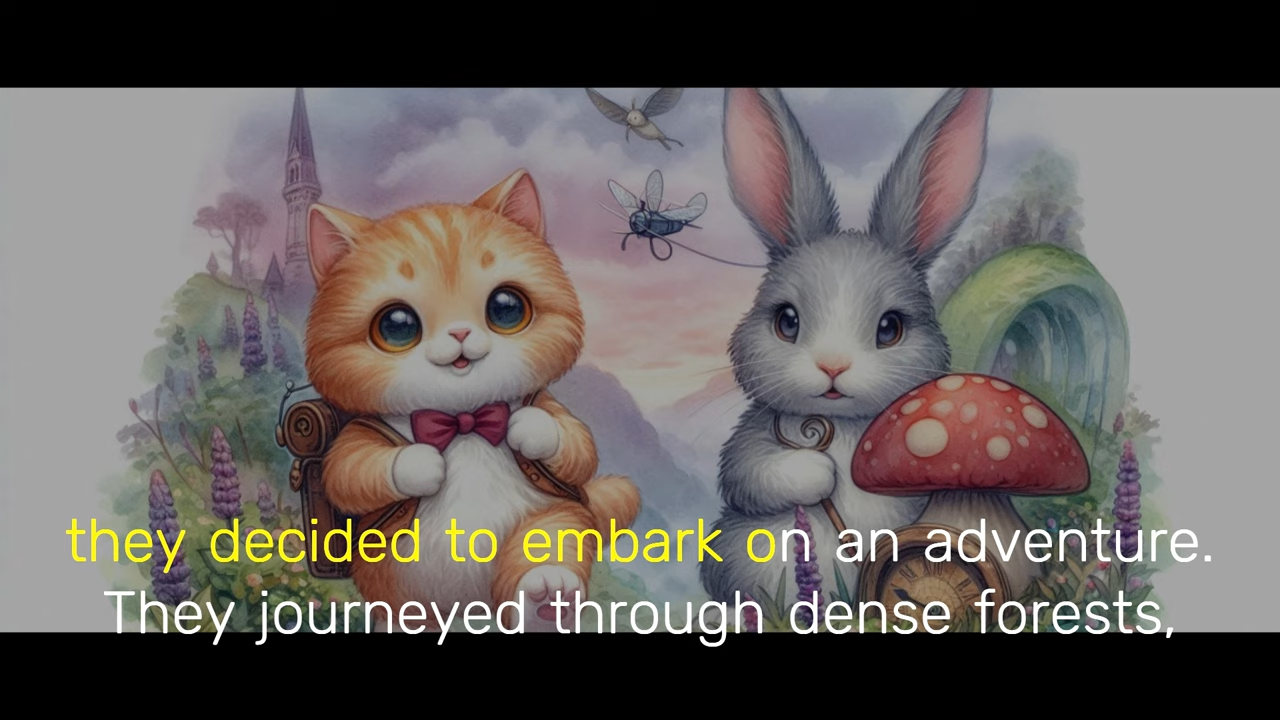 they decided to embark on an adventure.
They journeyed through dense forests,